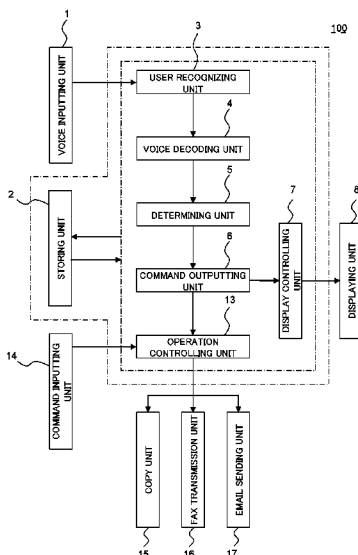 1
3
100
VOICE INPUTTING UNIT
USER RECOGNIZING
UNIT
4
VOICE DECODING UNIT
2
5
7
8
STORING UNIT
DETERMINING UNIT
6
DISPLAY CONTROLLING
UNIT
DISPLAYING UNIT
COMMAND OUTPUTTING
UNIT
13
COMMAND INPUTTING
UNIT
OPERATION
CONTROLLING UNIT
14
COPY UNIT
FAX TRANSMISSION UNIT
EMAIL SENDING UNIT
15
16
17